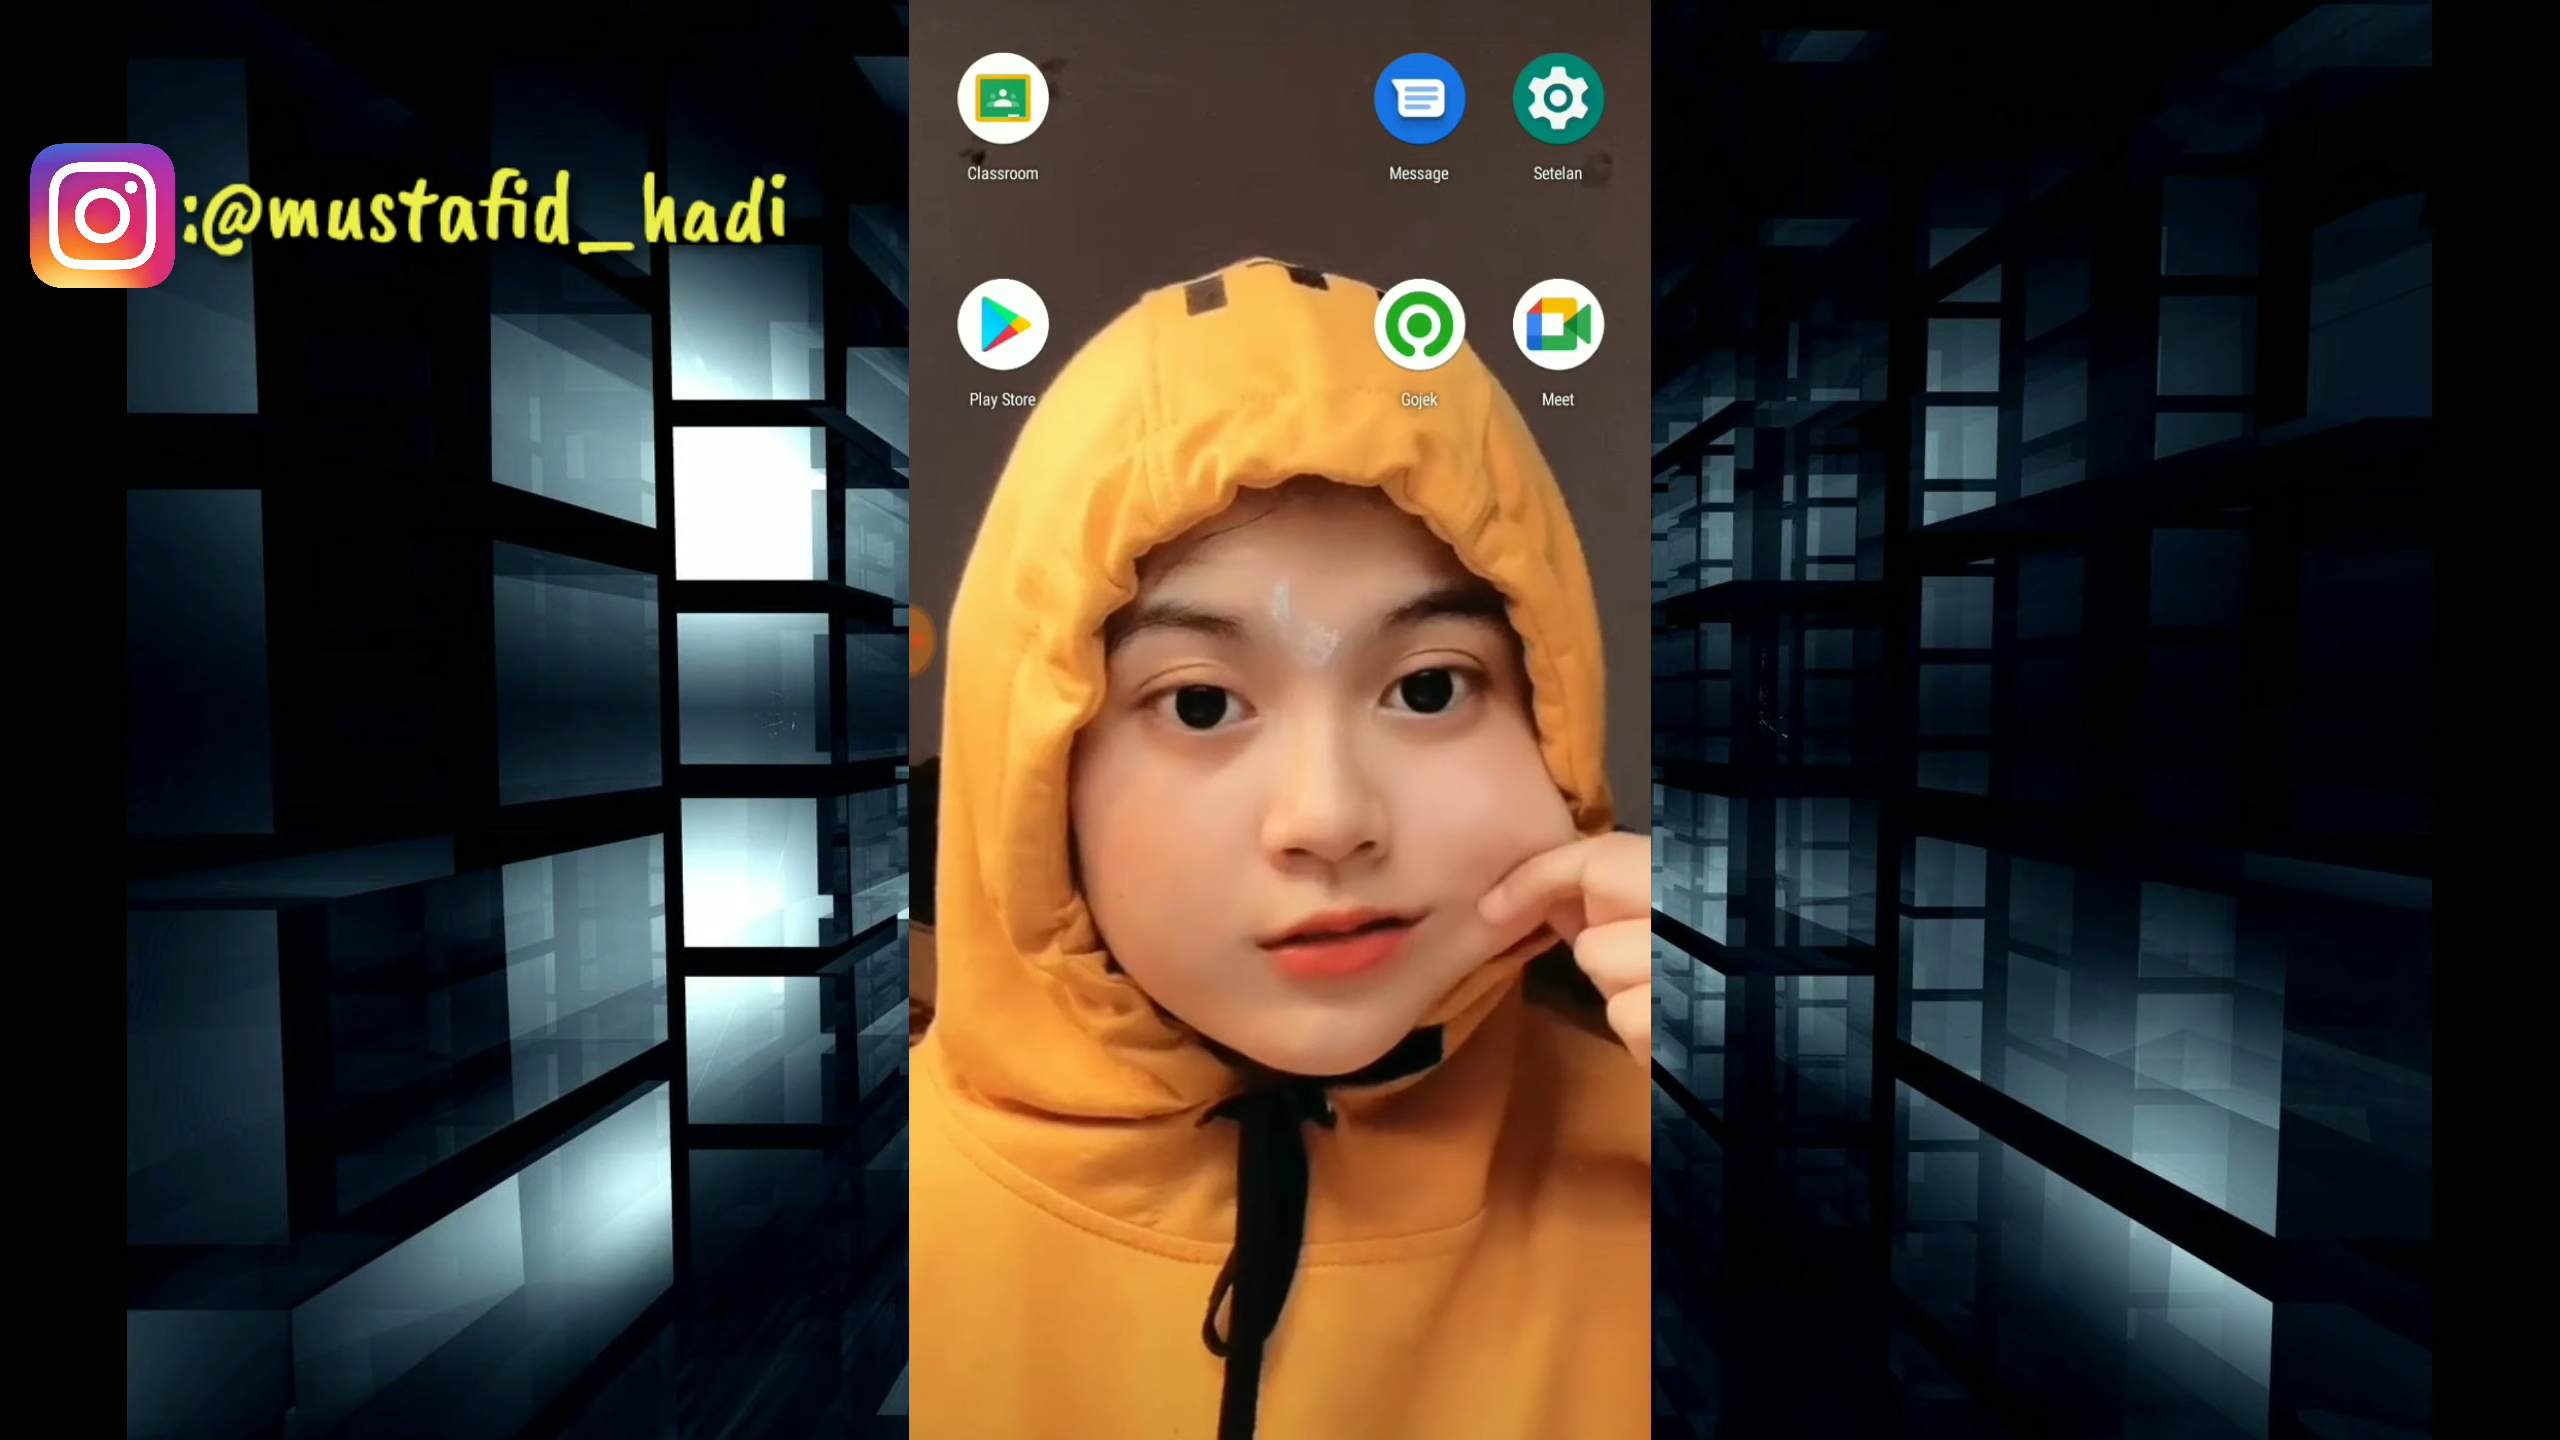 :@mustafid_hadi
Classroom
Message
Setelan
Play Store
Gojek
Meet